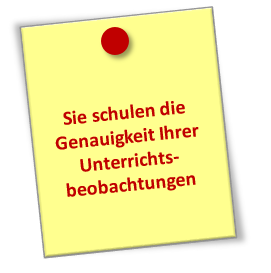 Sie schulen die
Genauigkeit Ihrer
Unterrichts-
beobachtungen